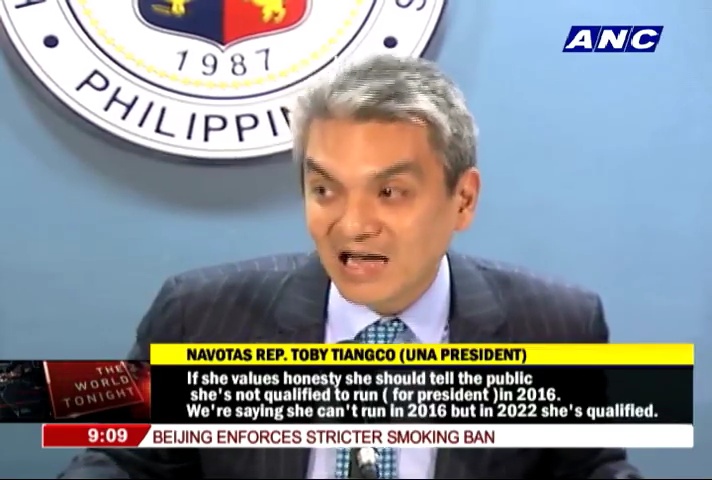 ANC
1987
PHILIPPIN
NAVOTAS REP. TOBY TIANGCO (UNA PRESIDENT)
If she values honesty she should tell the public
she's not qualified to run ( for president )in 2016.
We're saying she can't run in 2016 but in 2022 she's qualified.
THE
WORLD
TONIGHT
9:09 BEIJING ENFORCES STRICTER SMOKING BAN